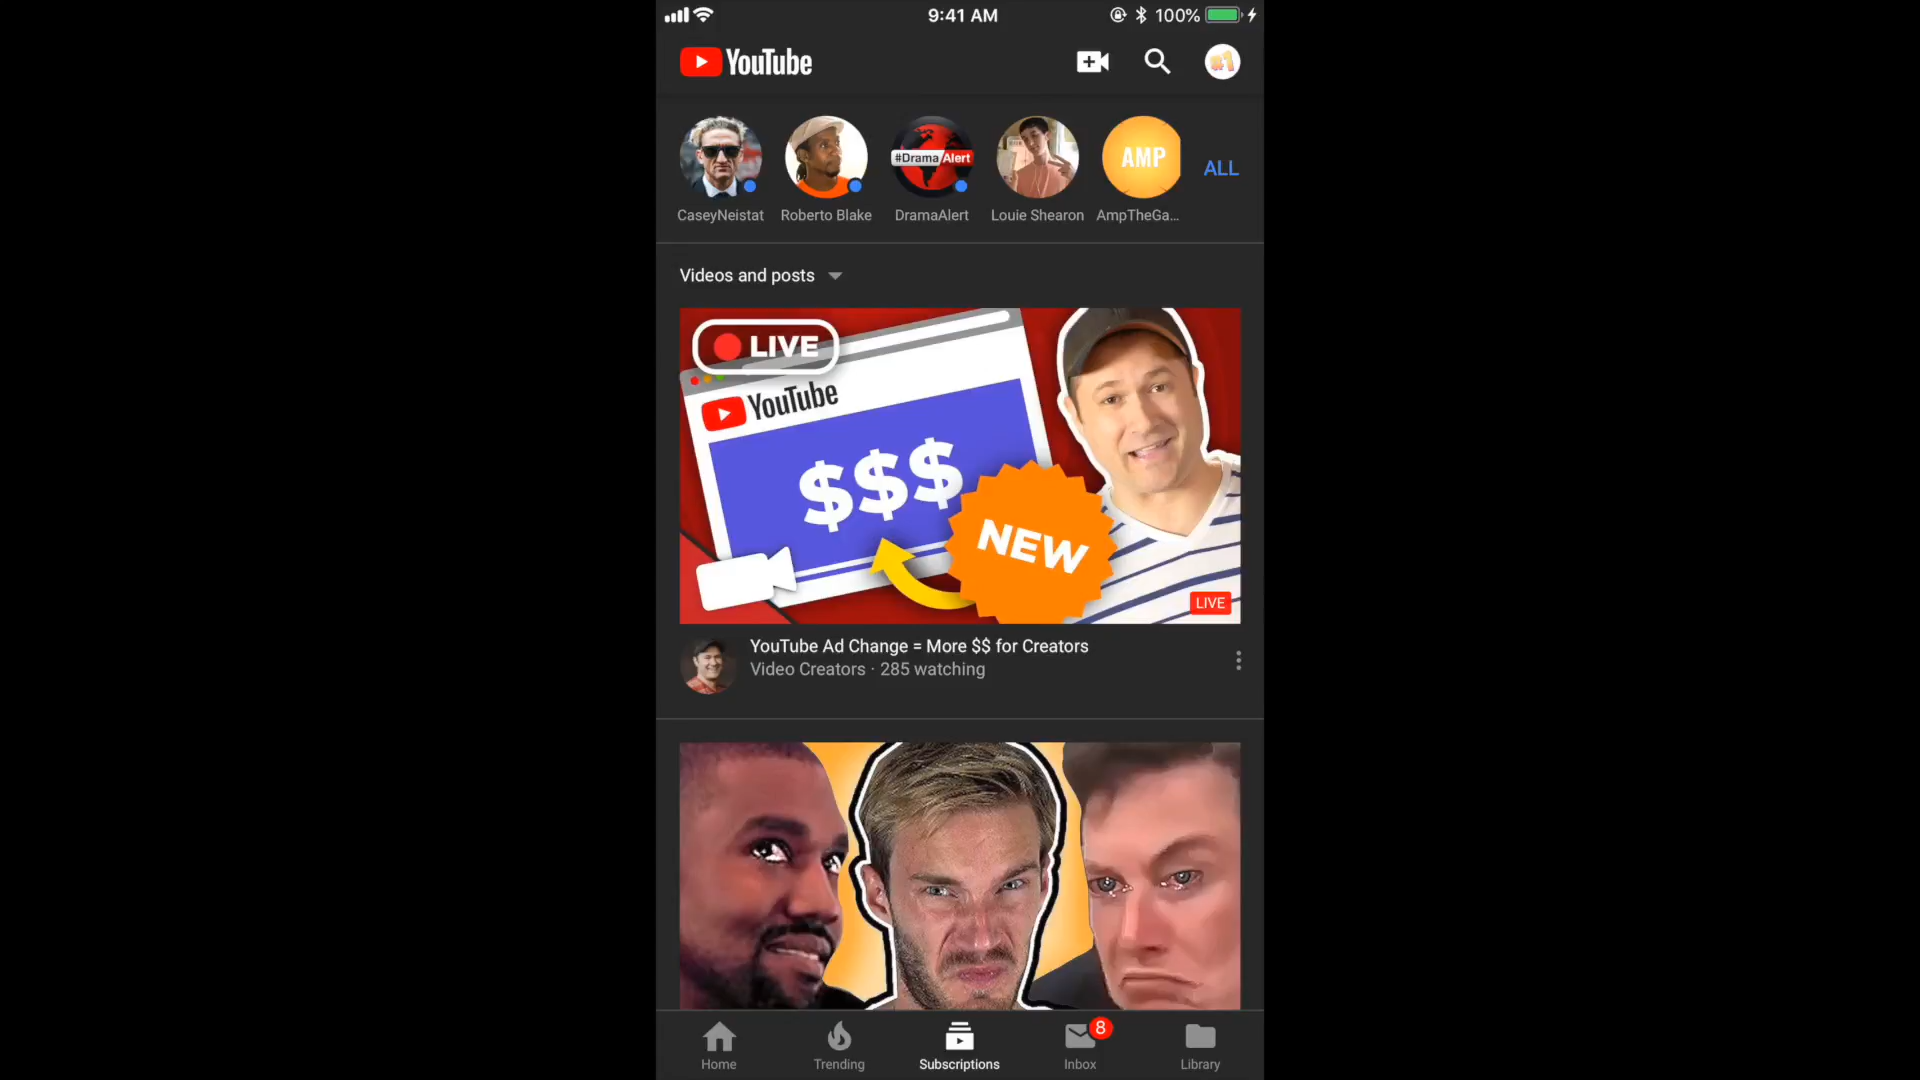 9:41 AM
100%
YouTube
#DramaAlert
AMP
ALL
CaseyNeistat
Roberto Blake
DramaAlert
Louie Shearon
AmpTheGa...
Videos and posts
LIVE
YouTube
$$$
NEW
LIVE
YouTube Ad Change = More $$ for Creators
Video Creators · 285 watching
8
Home
Trending
Subscriptions
Inbox
Library